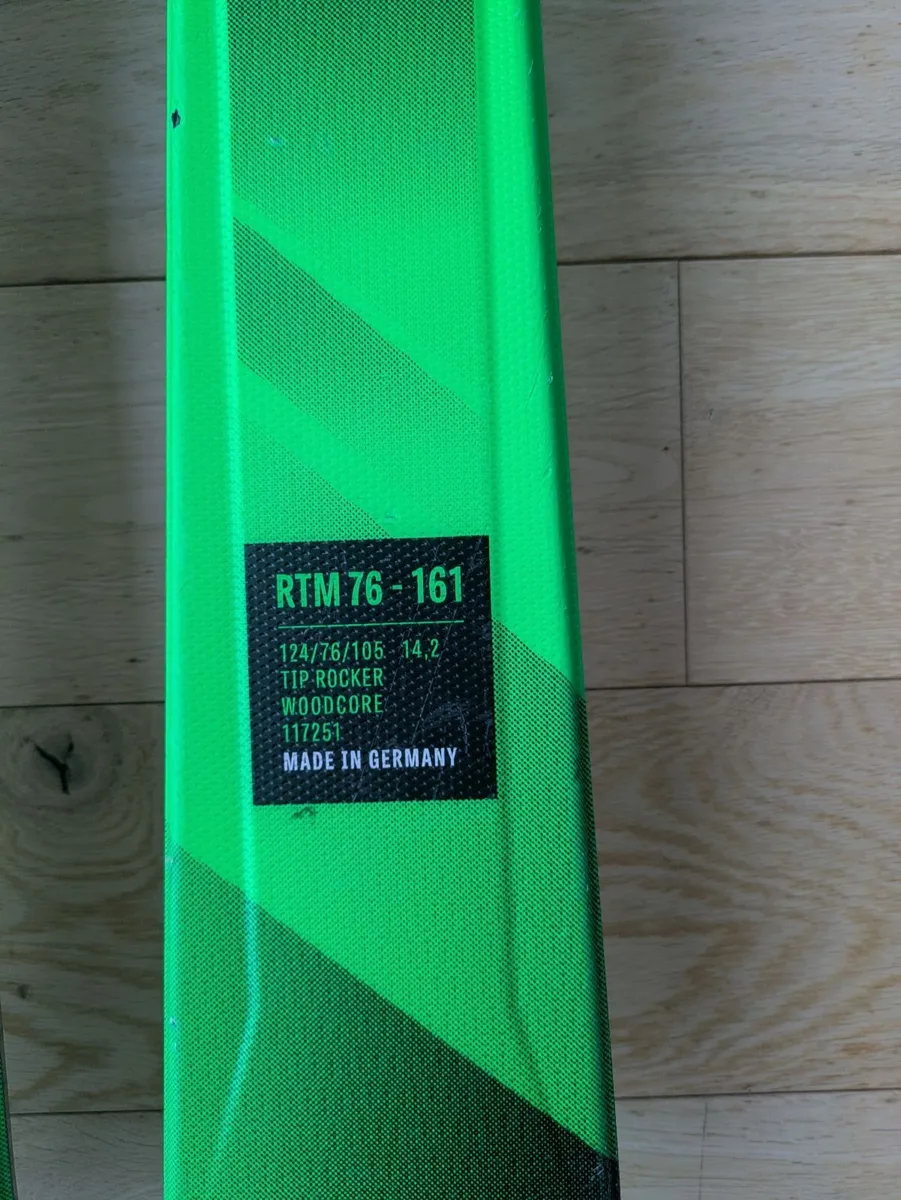 RTM 76 - 161
124/76/105 14,2
TIP ROCKER
WOODCORE
117251
MADE IN GERMANY